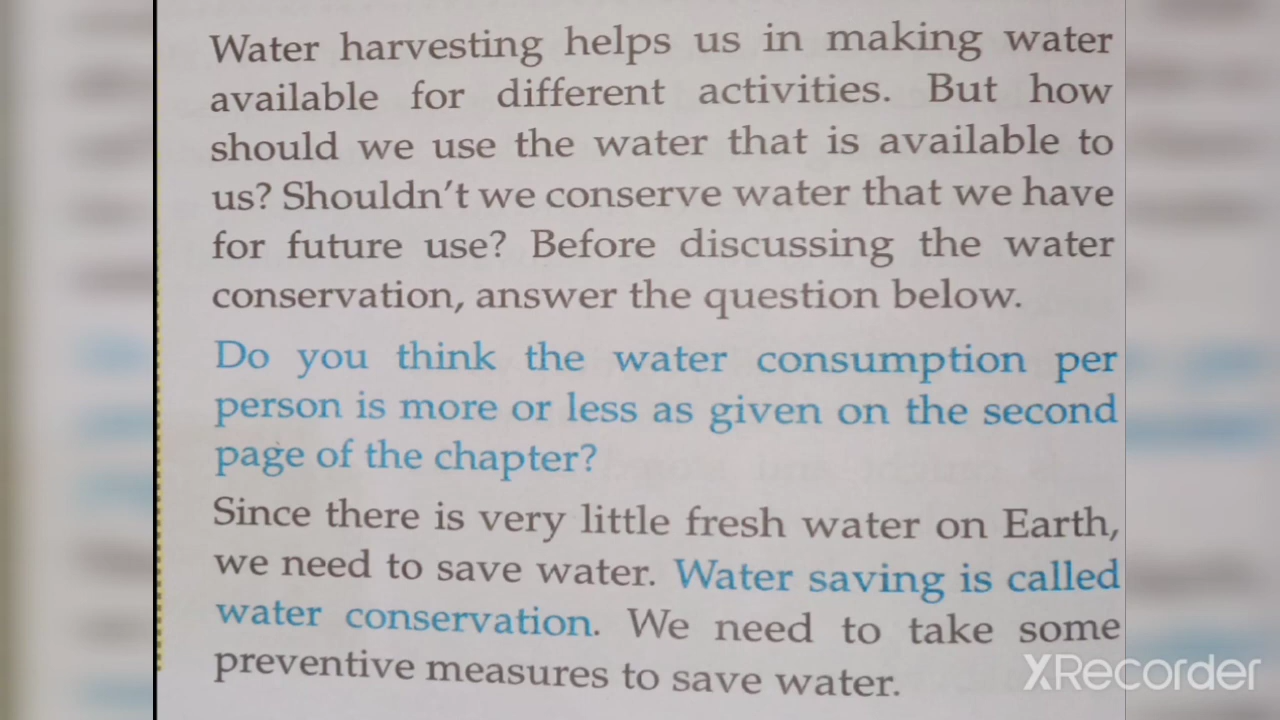 Water harvesting helps us in making water
available for different activities. But how
should we use the water that is available to
us? Shouldn't we conserve water that we have
for future use? Before discussing the water
conservation, answer the question below.
Do you think the water consumption per
person is more or less as given on the second
page of the chapter?
Since there is very little fresh water on Earth,
we need to save water. Water saving is called
water conservation. We need to take some
preventive measures to save water.
XRecorder